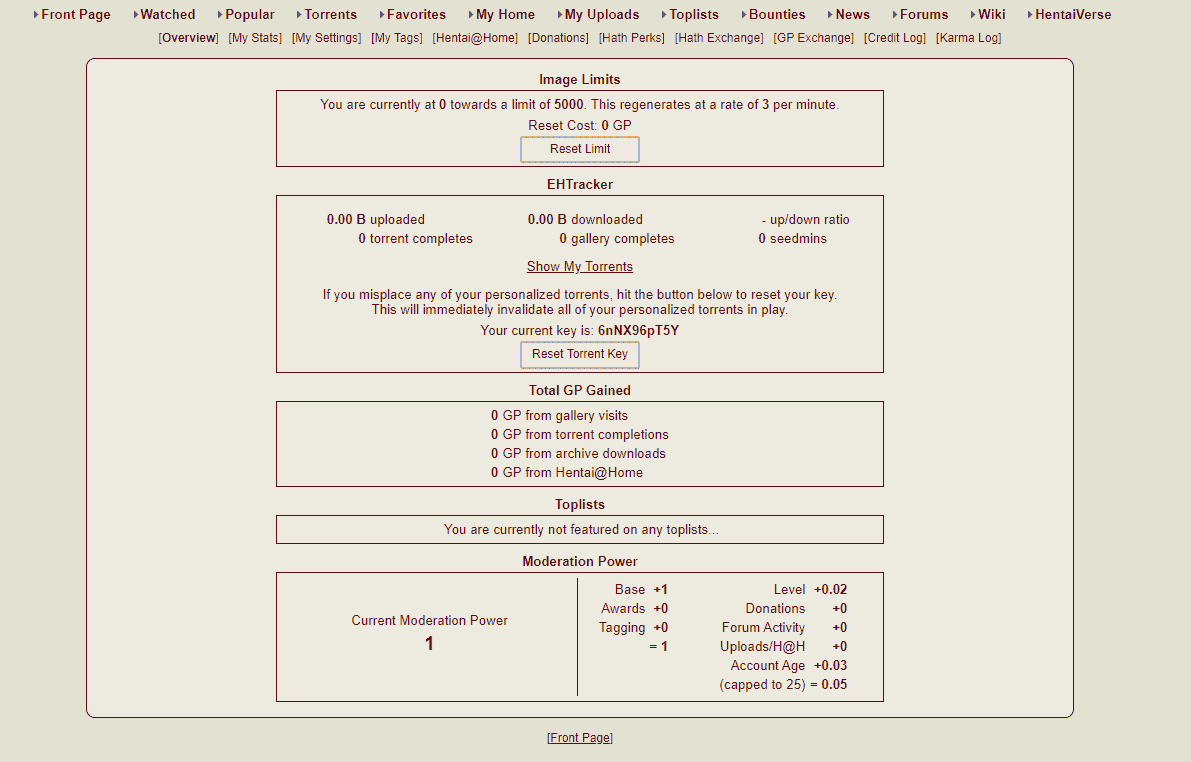 Front Page Watched Popular Torrents Favorites My Home My Uploads Toplists Bounties News Forums Wiki HentaiVerse
[Overview] [My Stats] [My Settings] [My Tags] [Hentai@Home] [Donations] [Hath Perks] [Hath Exchange] [GP Exchange] [Credit Log] [Karma Log]
Image Limits
You are currently at 0 towards a limit of 5000. This regenerates at a rate of 3 per minute.
Reset Cost: 0 GP
Reset Limit
EHTracker
0.00 B uploaded 0.00 B downloaded - up/down ratio
0 torrent completes 0 gallery completes 0 seedmins
Show My Torrents
If you misplace any of your personalized torrents, hit the button below to reset your key.
This will immediately invalidate all of your personalized torrents in play.
Your current key is: 6nNX96pT5Y
Reset Torrent Key
Total GP Gained
0 GP from gallery visits
0 GP from torrent completions
0 GP from archive downloads
0 GP from Hentai@Home
Toplists
You are currently not featured on any toplists...
Moderation Power
Current Moderation Power
1
Base +1
Awards +0
Tagging +0
= 1
Level +0.02
Donations +0
Forum Activity +0
Uploads/H@H +0
Account Age +0.03
(capped to 25) = 0.05
[Front Page]